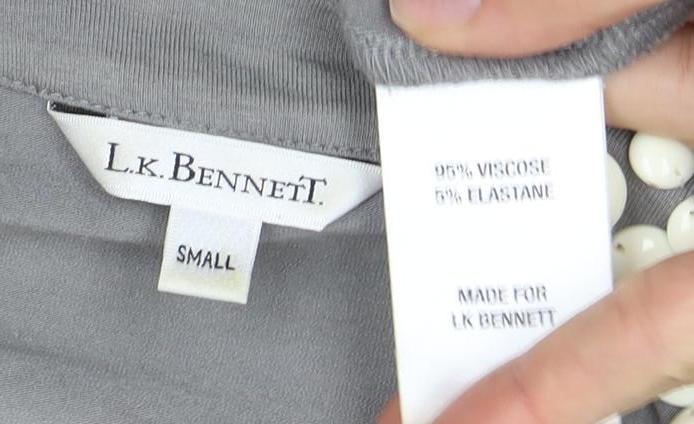 L.K.BENNETT.
SMALL
95% VISCOSE
5% ELASTANE
MADE FOR
LK BENNETT